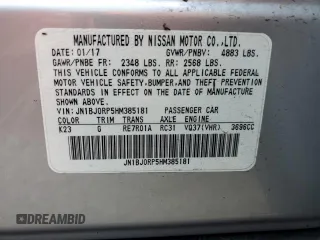 MANUFACTURED BY NISSAN MOTOR CO.,LTD.
DATE: 01/17 GVWR/PNBV: 4883 LBS.
GAWR/PNBE FR: 2348 LBS. RR: 2568 LBS.
THIS VEHICLE CONFORMS TO ALL APPLICABLE
FEDERAL MOTOR VEHICLE SAFETY,BUMPER,AND THEFT
PREVENTION STANDARDS IN EFFECT ON THE DATE OF
MANUFACTURE SHOWN ABOVE.
VIN: JN1BJ0RP5HM385181 PASSENGER CAR
COLOR TRIM TRANS AXLE ENGINE
K23 G RE7R01A RC31 VQ37(VHR) 3696CC
JN1BJ0RP5HM385181
DREAMBID
DREAMBID.COM